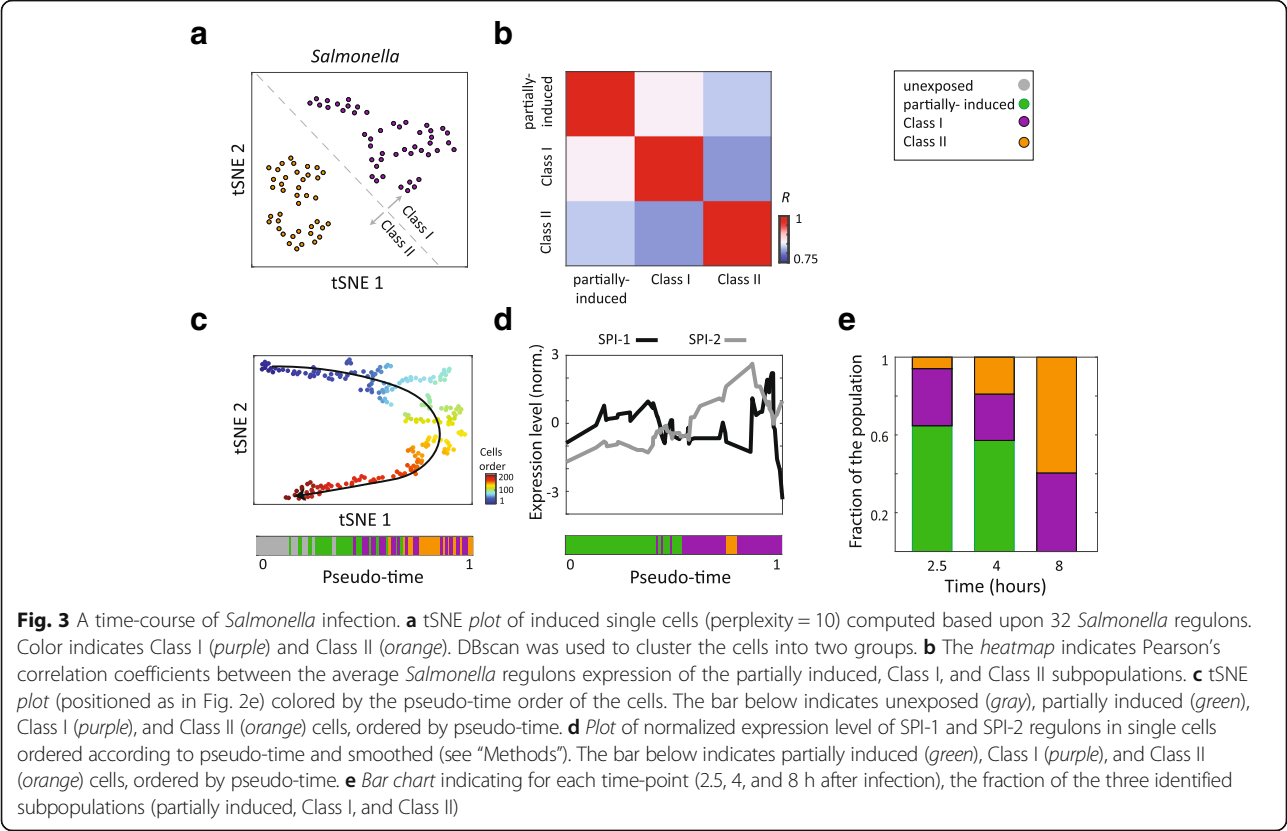 a
Salmonella
tSNE 2
Class I
Class II
tSNE 1
b
partially-
induced
Class I
Class II
partially-
induced
Class I
Class II
R
1
0.75
unexposed
partially- induced
Class I
Class II
c
tSNE 2
Cells
order
200
100
1
tSNE 1
0
1
Pseudo-time
d
SPI-1
SPI-2
Expression level (norm.)
3
0
-3
0
1
Pseudo-time
e
Fraction of the population
1
0.6
0.2
2.5
4
8
Time (hours)
Fig. 3 A time-course of Salmonella infection. a tSNE plot of induced single cells (perplexity = 10) computed based upon 32 Salmonella regulons.
Color indicates Class I (purple) and Class II (orange). DBscan was used to cluster the cells into two groups. b The heatmap indicates Pearson's
correlation coefficients between the average Salmonella regulons expression of the partially induced, Class I, and Class II subpopulations. c tSNE
plot (positioned as in Fig. 2e) colored by the pseudo-time order of the cells. The bar below indicates unexposed (gray), partially induced (green),
Class I (purple), and Class II (orange) cells, ordered by pseudo-time. d Plot of normalized expression level of SPI-1 and SPI-2 regulons in single cells
ordered according to pseudo-time and smoothed (see “Methods”). The bar below indicates partially induced (green), Class I (purple), and Class II
(orange) cells, ordered by pseudo-time. e Bar chart indicating for each time-point (2.5, 4, and 8 h after infection), the fraction of the three identified
subpopulations (partially induced, Class I, and Class II)